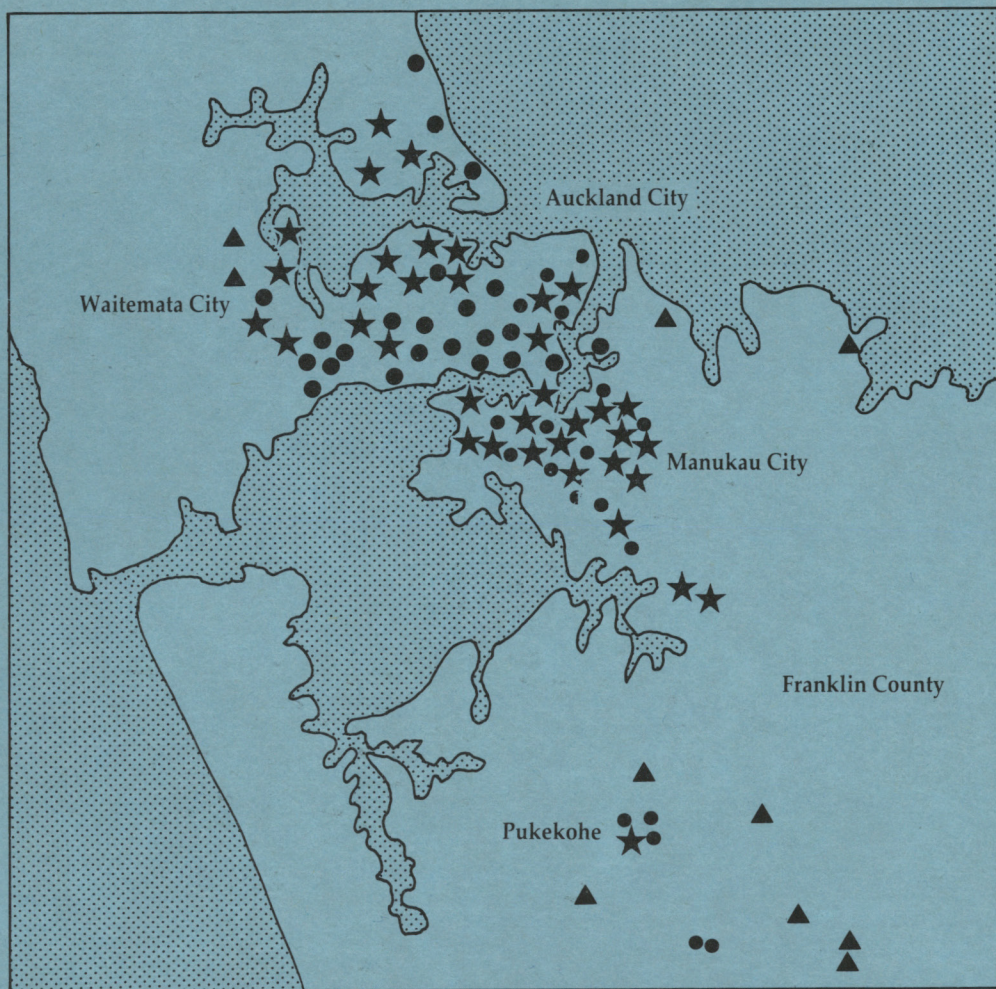 Auckland City
Waitemata City
Manukau City
Franklin County
Pukekohe